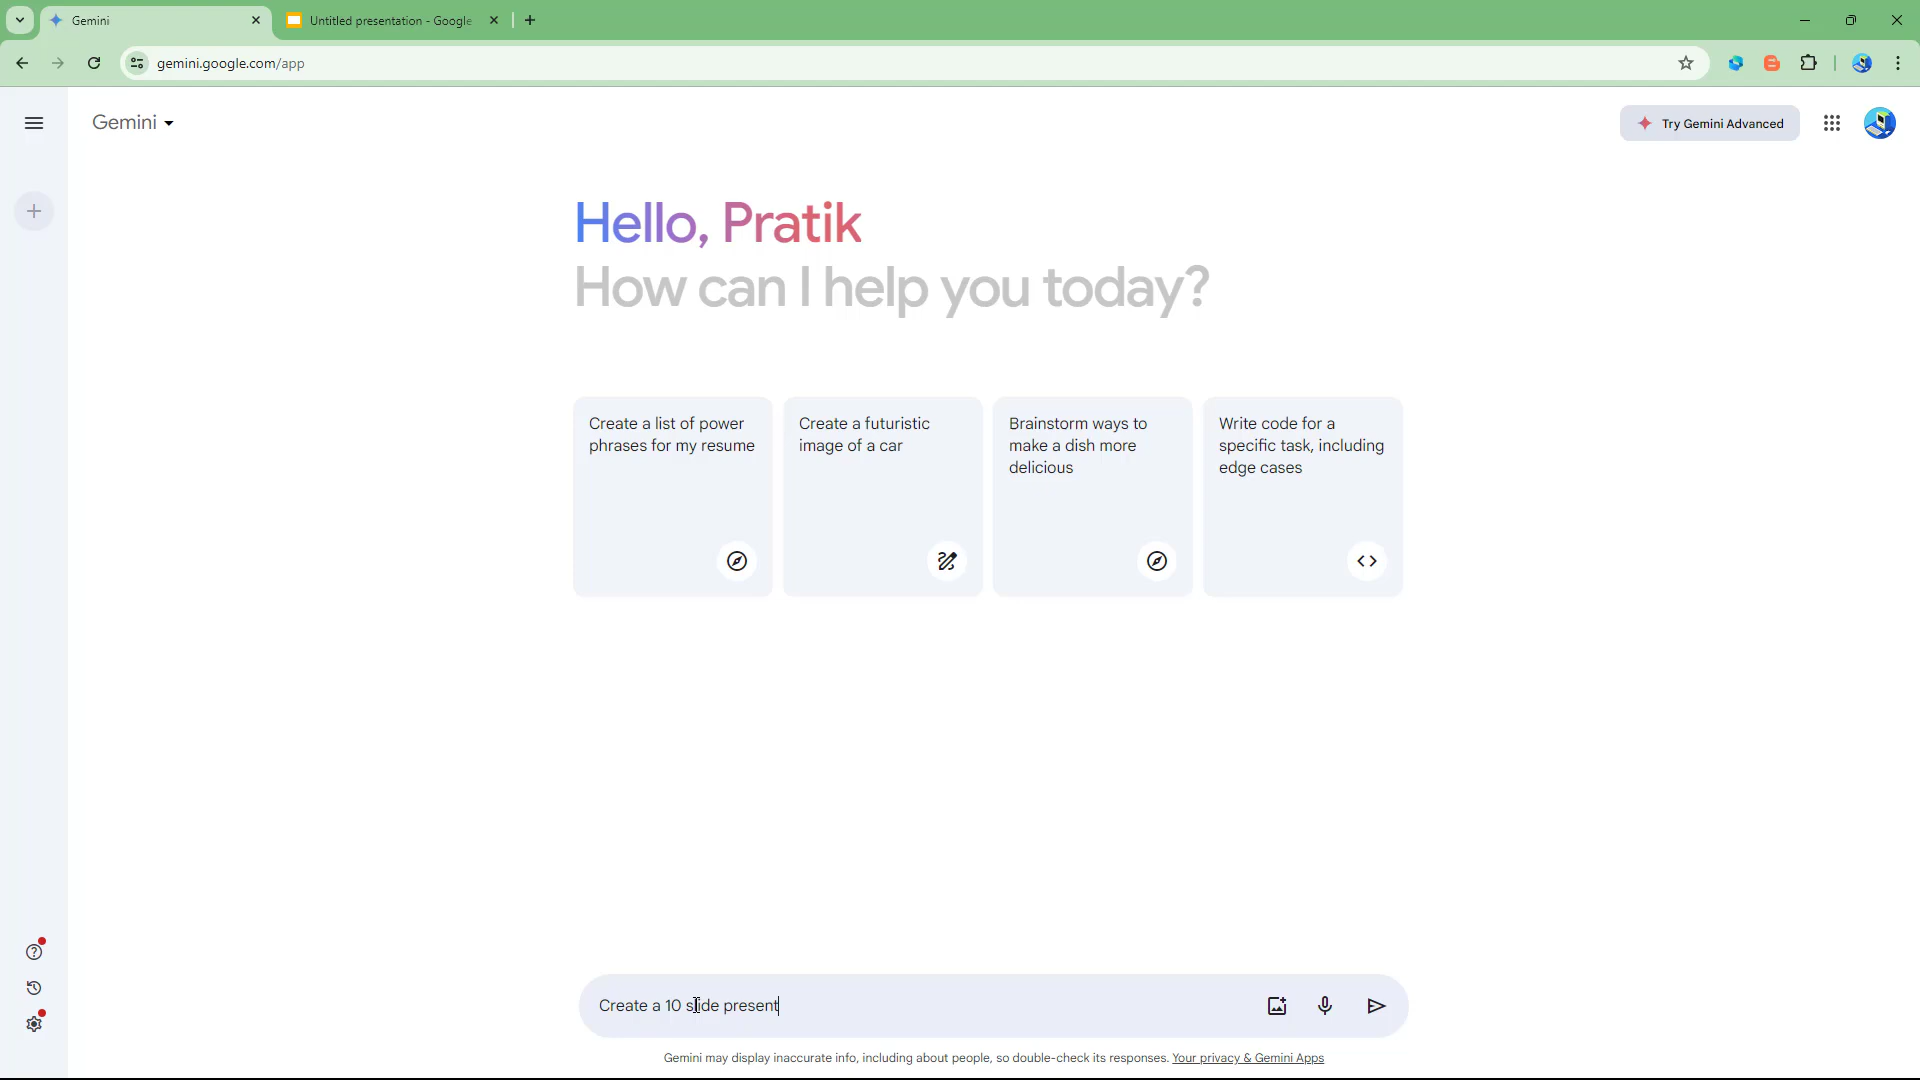 Gemini
Untitled presentation - Google
gemini.google.com/app
Gemini
Try Gemini Advanced
Hello, Pratik
How can I help you today?
Create a list of power
phrases for my resume
Create a futuristic
image of a car
Brainstorm ways to
make a dish more
delicious
Write code for a
specific task, including
edge cases
Create a 10 slide present
Gemini may display inaccurate info, including about people, so double-check its responses. Your privacy & Gemini Apps